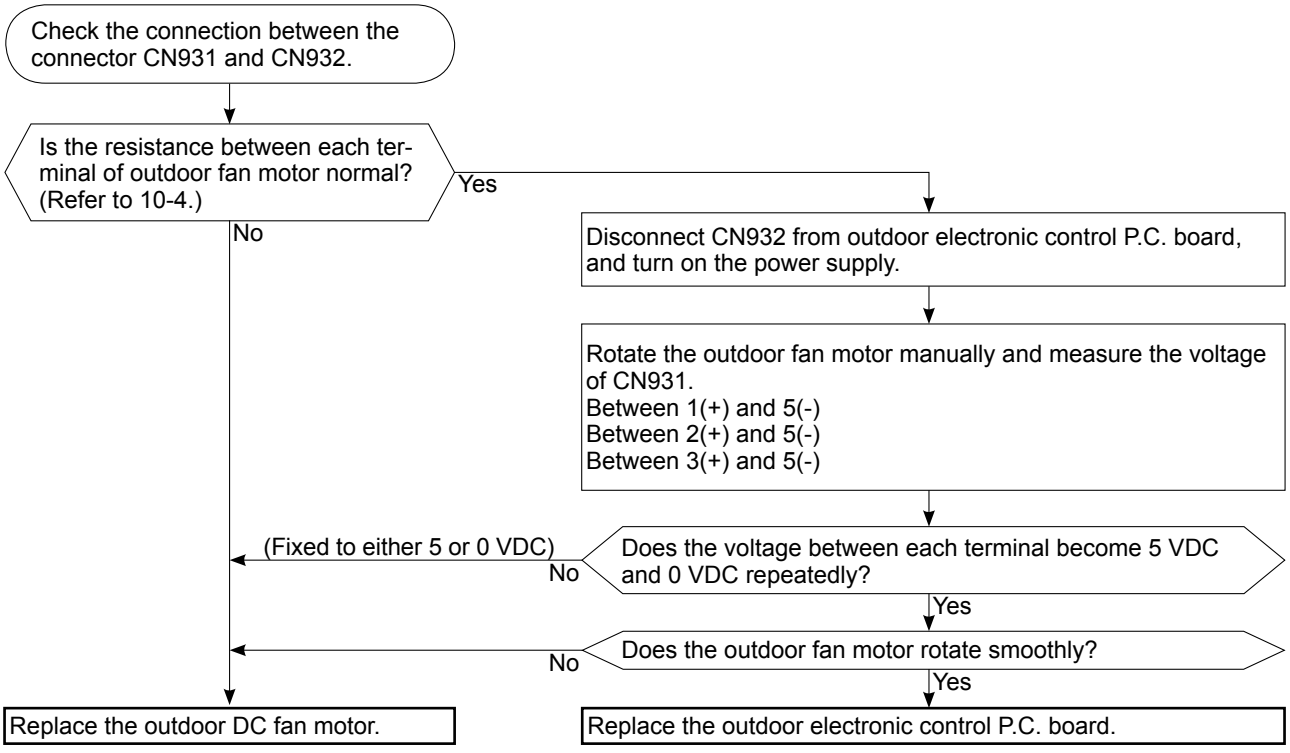 Check the connection between the
connector CN931 and CN932.
Is the resistance between each ter-
minal of outdoor fan motor normal?
(Refer to 10-4.)
Yes
No
Disconnect CN932 from outdoor electronic control P.C. board,
and turn on the power supply.
Rotate the outdoor fan motor manually and measure the voltage
of CN931.
Between 1(+) and 5(-)
Between 2(+) and 5(-)
Between 3(+) and 5(-)
(Fixed to either 5 or 0 VDC)
No
Does the voltage between each terminal become 5 VDC
and 0 VDC repeatedly?
Yes
No
Does the outdoor fan motor rotate smoothly?
Yes
Replace the outdoor DC fan motor.
Replace the outdoor electronic control P.C. board.